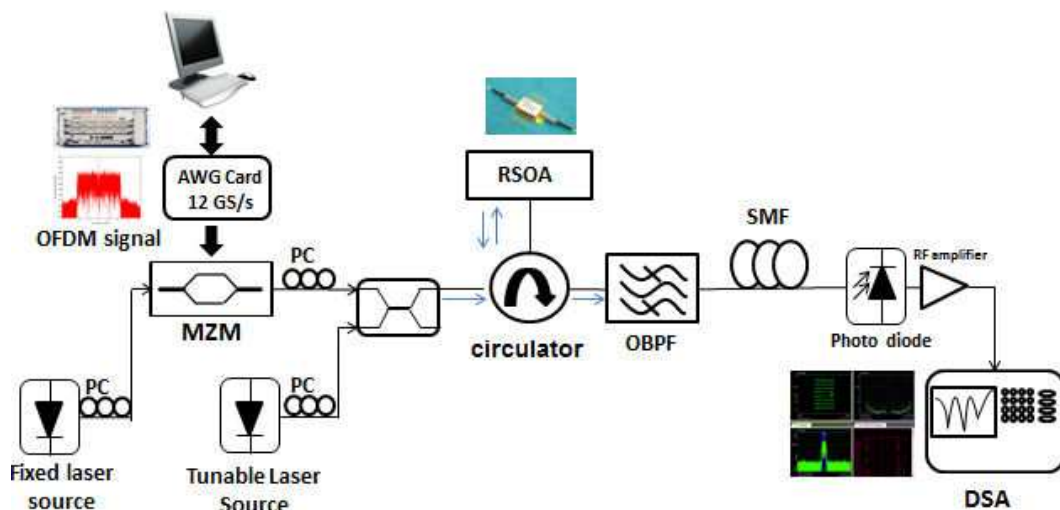 AWG Card
12 GS/s
OFDM signal
PC
MZM
RSOA
circulator
OBPF
SMF
RF amplifier
Photo diode
PC
Fixed laser
source
PC
Tunable Laser
Source
DSA